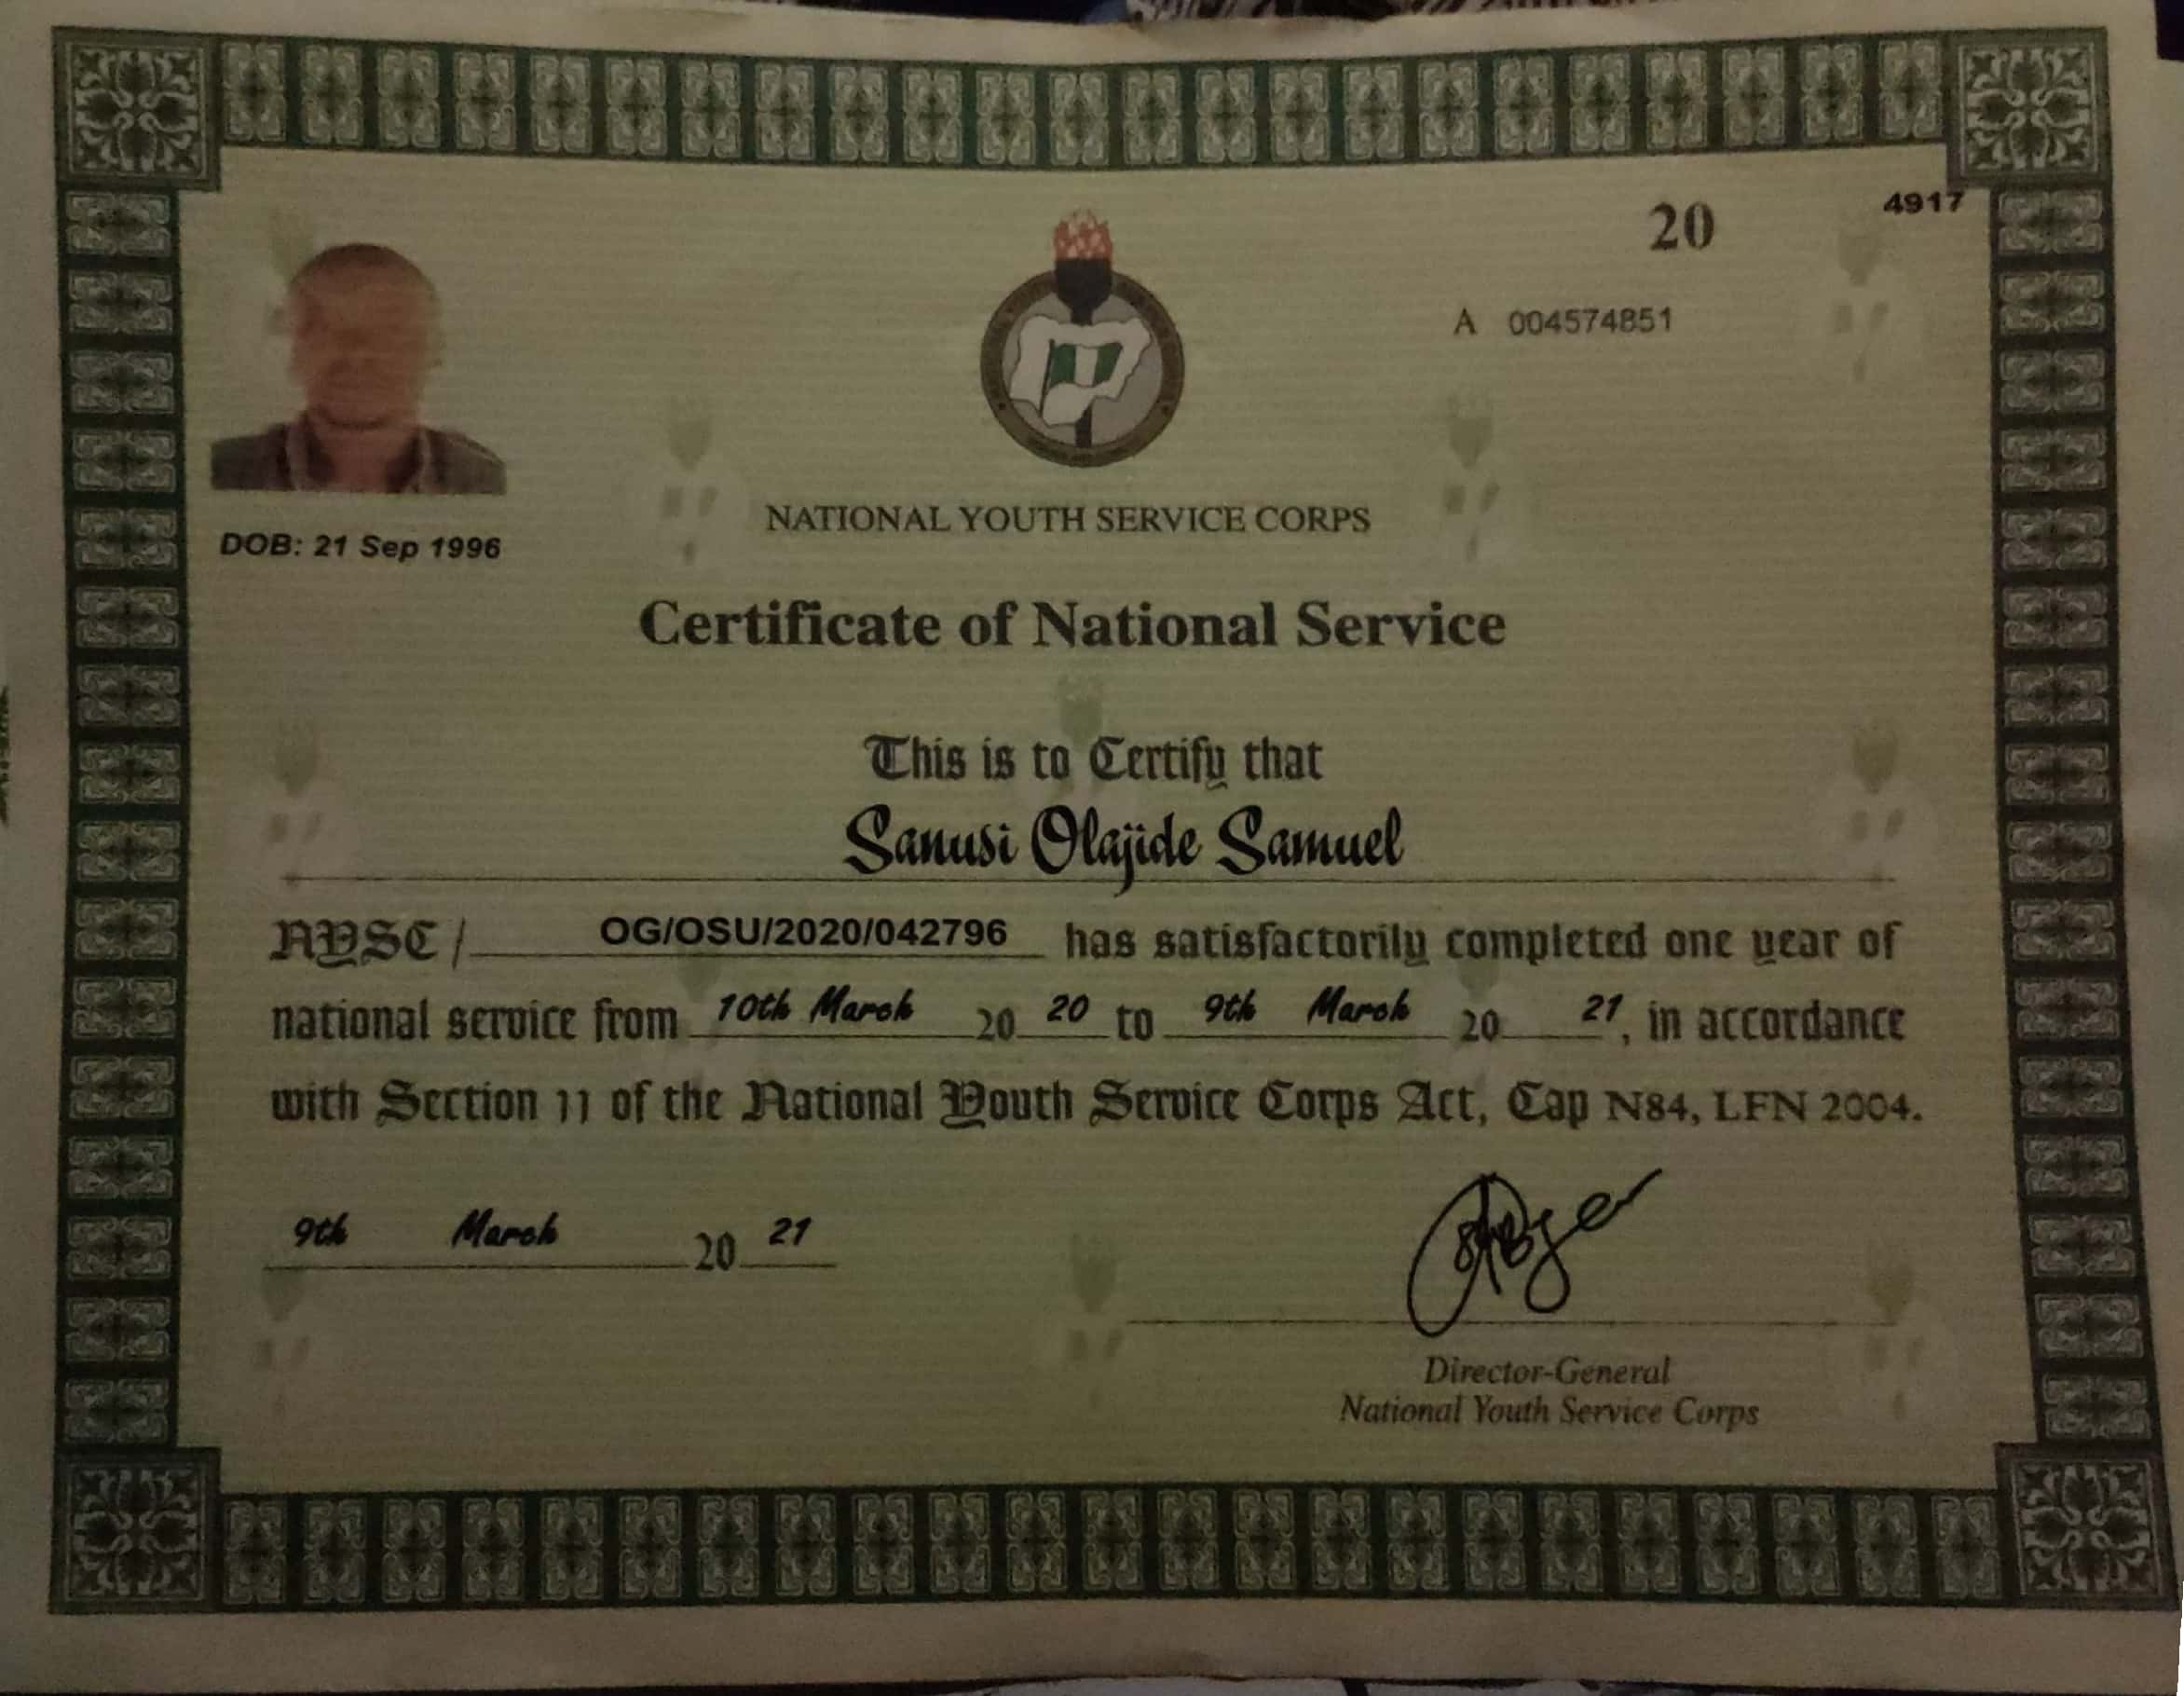 20
4917
A 004574851
NATIONAL YOUTH SERVICE CORPS
DOB: 21 Sep 1996
Certificate of National Service
This is to Certify that
Sanusi Olajide Samuel
NYSC / OG/OSU/2020/042796 has satisfactorily completed one year of
national service from 10th March 20 20 to 9th March 20 21, in accordance
with Section 11 of the National Youth Service Corps Act, Cap N84, LFN 2004.
9th March 20 21
Director-General
National Youth Service Corps